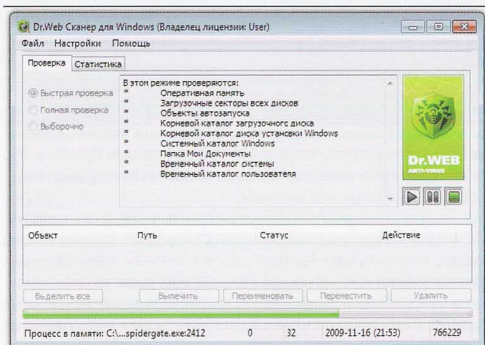 Dr.Web Сканер для Windows (Владелец лицензии: User)
Файл Настройки Помощь
Проверка Статистика
Быстрая проверка
Полная проверка
Выборочно
В этом режиме проверяются:
* Оперативная память
* Загрузочные секторы всех дисков
* Объекты автозапуска
* Корневой каталог загрузочного диска
* Корневой каталог диска установки Windows
* Системный каталог Windows
* Папка Мои Документы
* Временный каталог системы
* Временный каталог пользователя
Dr.WEB
ANTI-VIRUS
Объект Путь Статус Действие
Выделить все Вылечить Переименовать Переместить Удалить
Процесс в памяти: C:\...spidergate.exe:2412 0 32 2009-11-16 (21:53) 766229